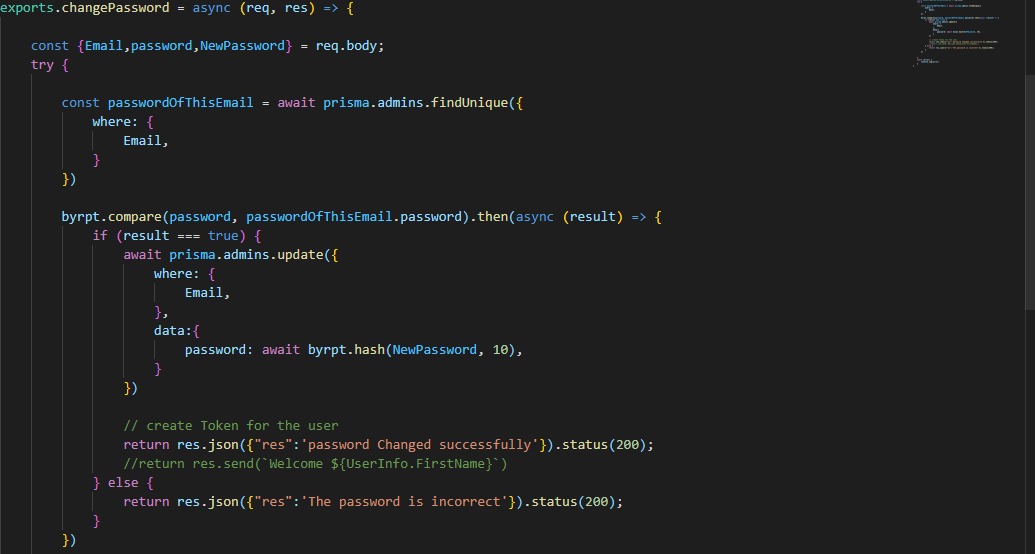 exports.changePassword = async (req, res) => {
const {Email,password,NewPassword} = req.body;
try {
const passwordOfThisEmail = await prisma.admins.findUnique({
where: {
Email,
}
})
byrpt.compare(password, passwordOfThisEmail.password).then(async (result) => {
if (result === true) {
await prisma.admins.update({
where: {
Email,
},
data:{
password: await byrpt.hash(NewPassword, 10),
}
})
// create Token for the user
return res.json({"res":'password Changed successfully'}).status(200);
//return res.send(`Welcome ${UserInfo.FirstName}`)
} else {
return res.json({"res":'The password is incorrect'}).status(200);
}
})